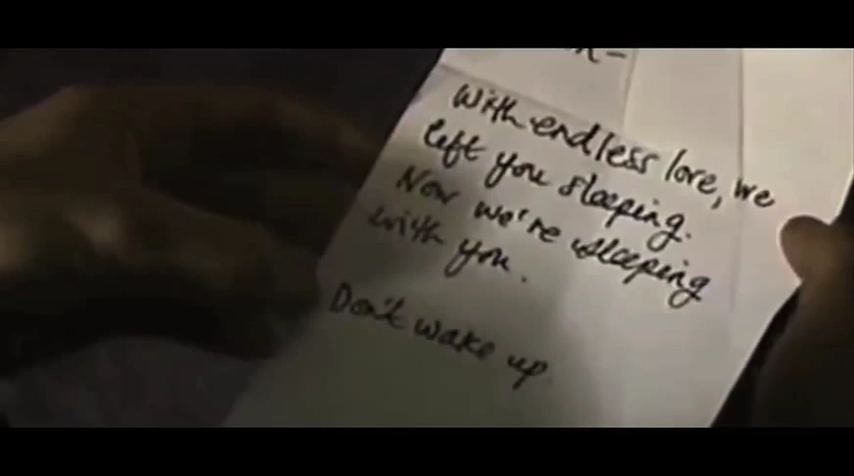 With endless love, we
left you sleeping.
Now we're sleeping
with you.
Don't wake up.